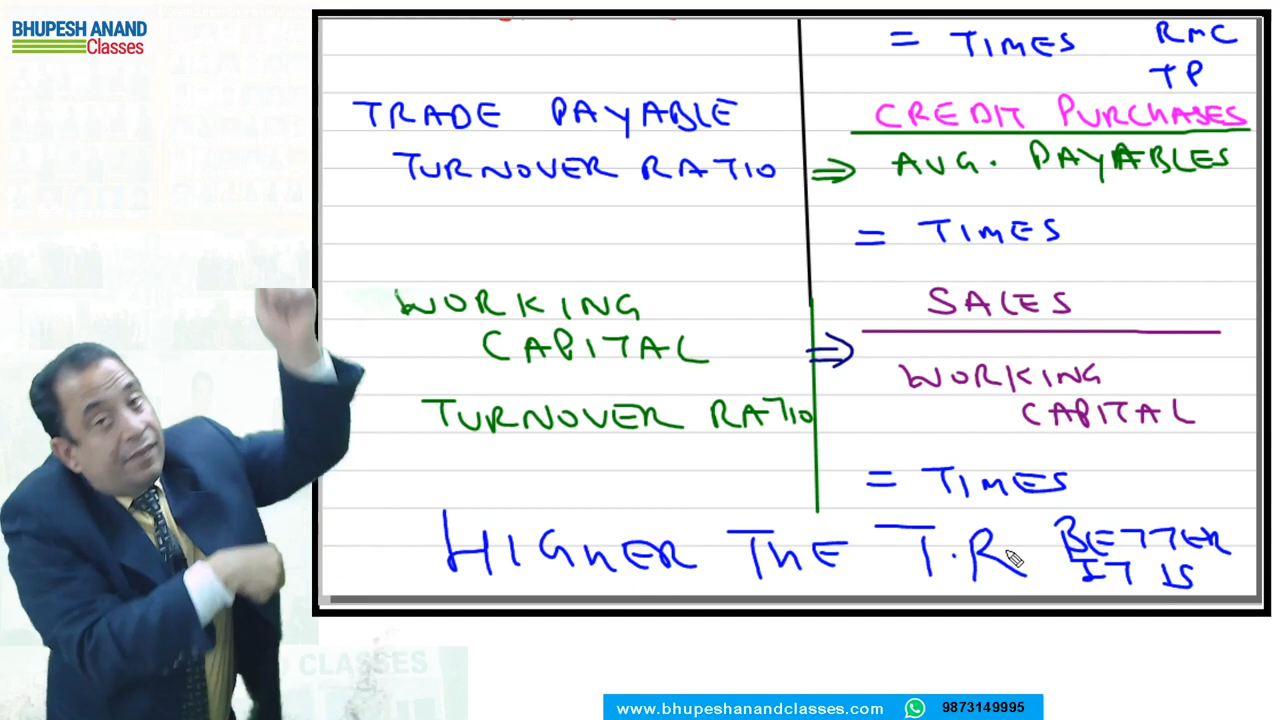 BHUPESH ANAND
Classes
= TIMES RMC
TP
TRADE PAYABLE
TURNOVER RATIO
⇒ CREDIT PURCHASES
AVG. PAYABLES
= TIMES
WORKING
CAPITAL
TURNOVER RATIO
⇒ SALES
WORKING
CAPITAL
= TIMES
HIGHER THE T.R. BETTER
IT IS
CLASSES
www.bhupeshanandclasses.com 9873149995